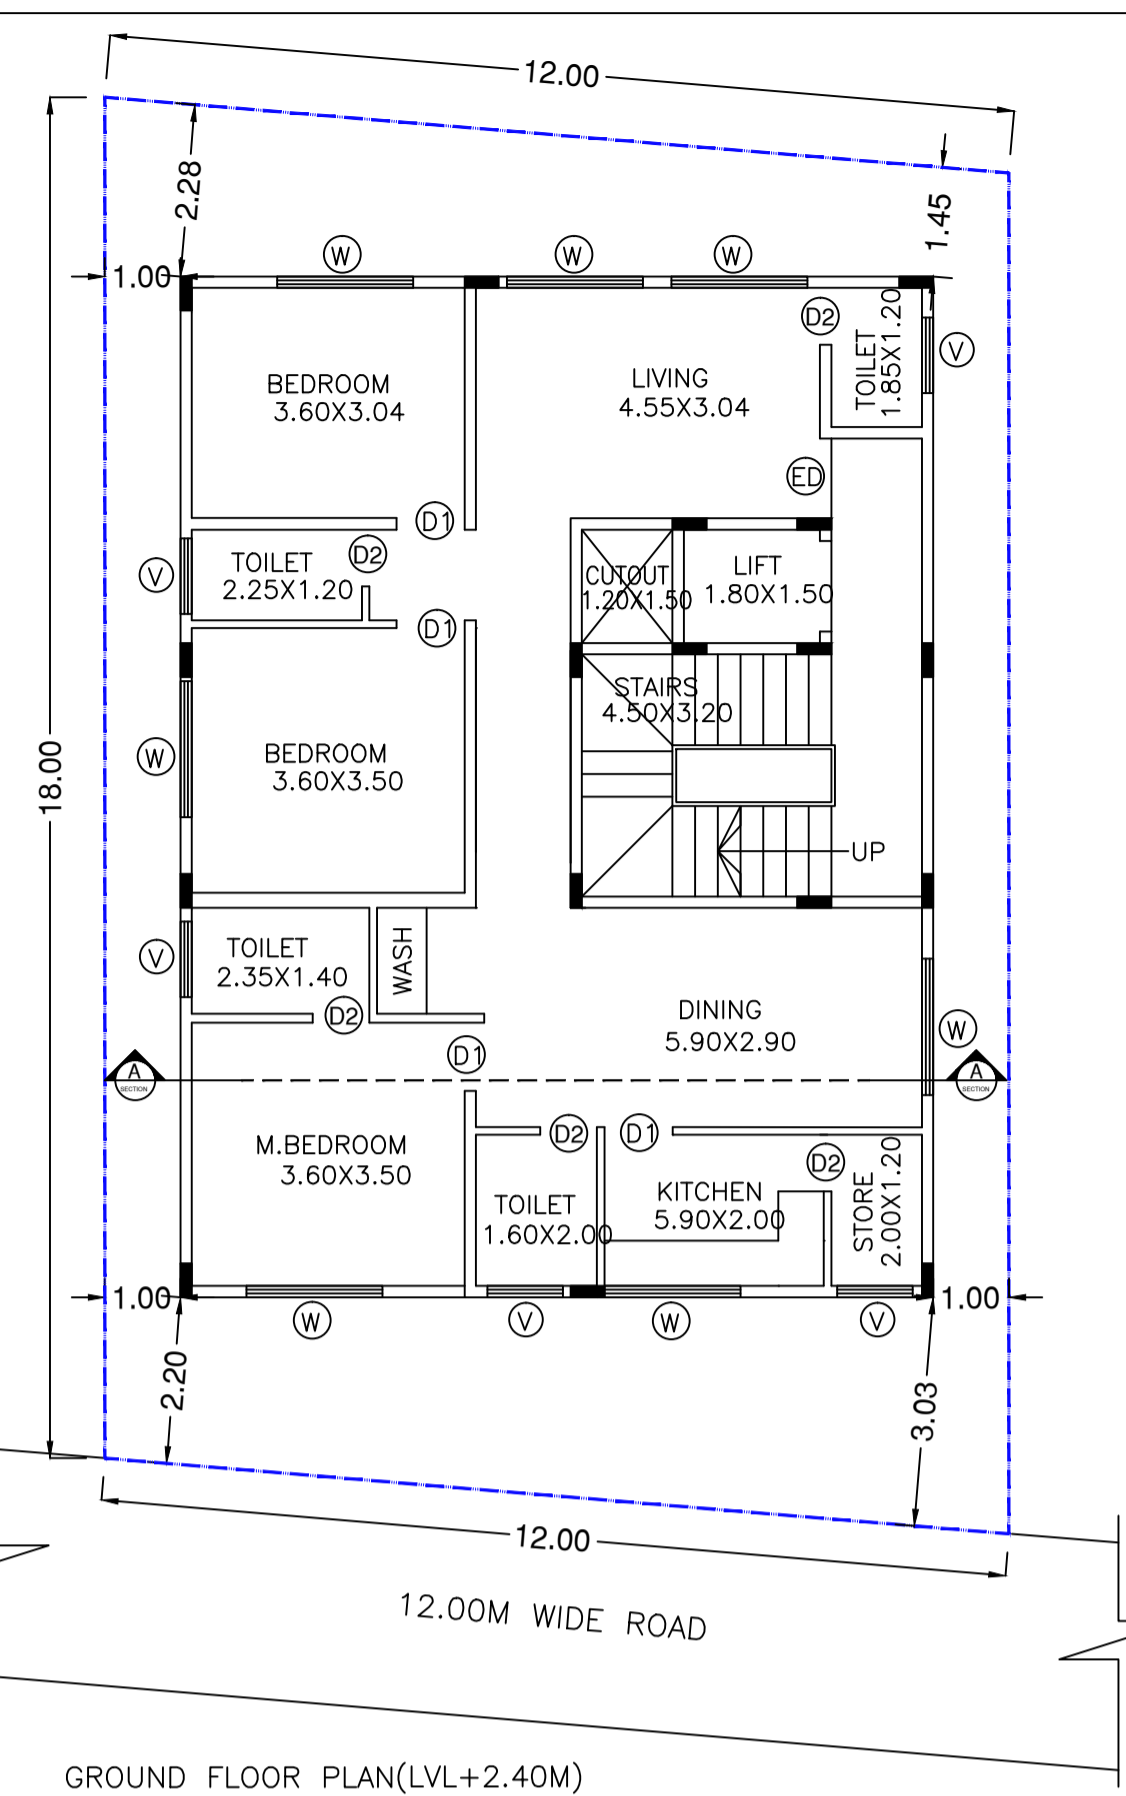 12.00
2.28
1.45
1.00
W
W
W
D2
TOILET
1.85X1.20
V
BEDROOM
3.60X3.04
LIVING
4.55X3.04
ED
D1
D2
TOILET
2.25X1.20
V
CUTOUT
1.20X1.50
LIFT
1.80X1.50
D1
STAIRS
4.50X3.20
18.00
W
BEDROOM
3.60X3.50
UP
V
TOILET
2.35X1.40
WASH
D2
DINING
5.90X2.90
W
D1
A
SECTION
A
SECTION
M.BEDROOM
3.60X3.50
D2
D1
D2
TOILET
1.60X2.00
KITCHEN
5.90X2.00
STORE
2.00X1.20
1.00
1.00
W
V
W
V
2.20
3.03
12.00
12.00M WIDE ROAD
GROUND FLOOR PLAN(LVL+2.40M)